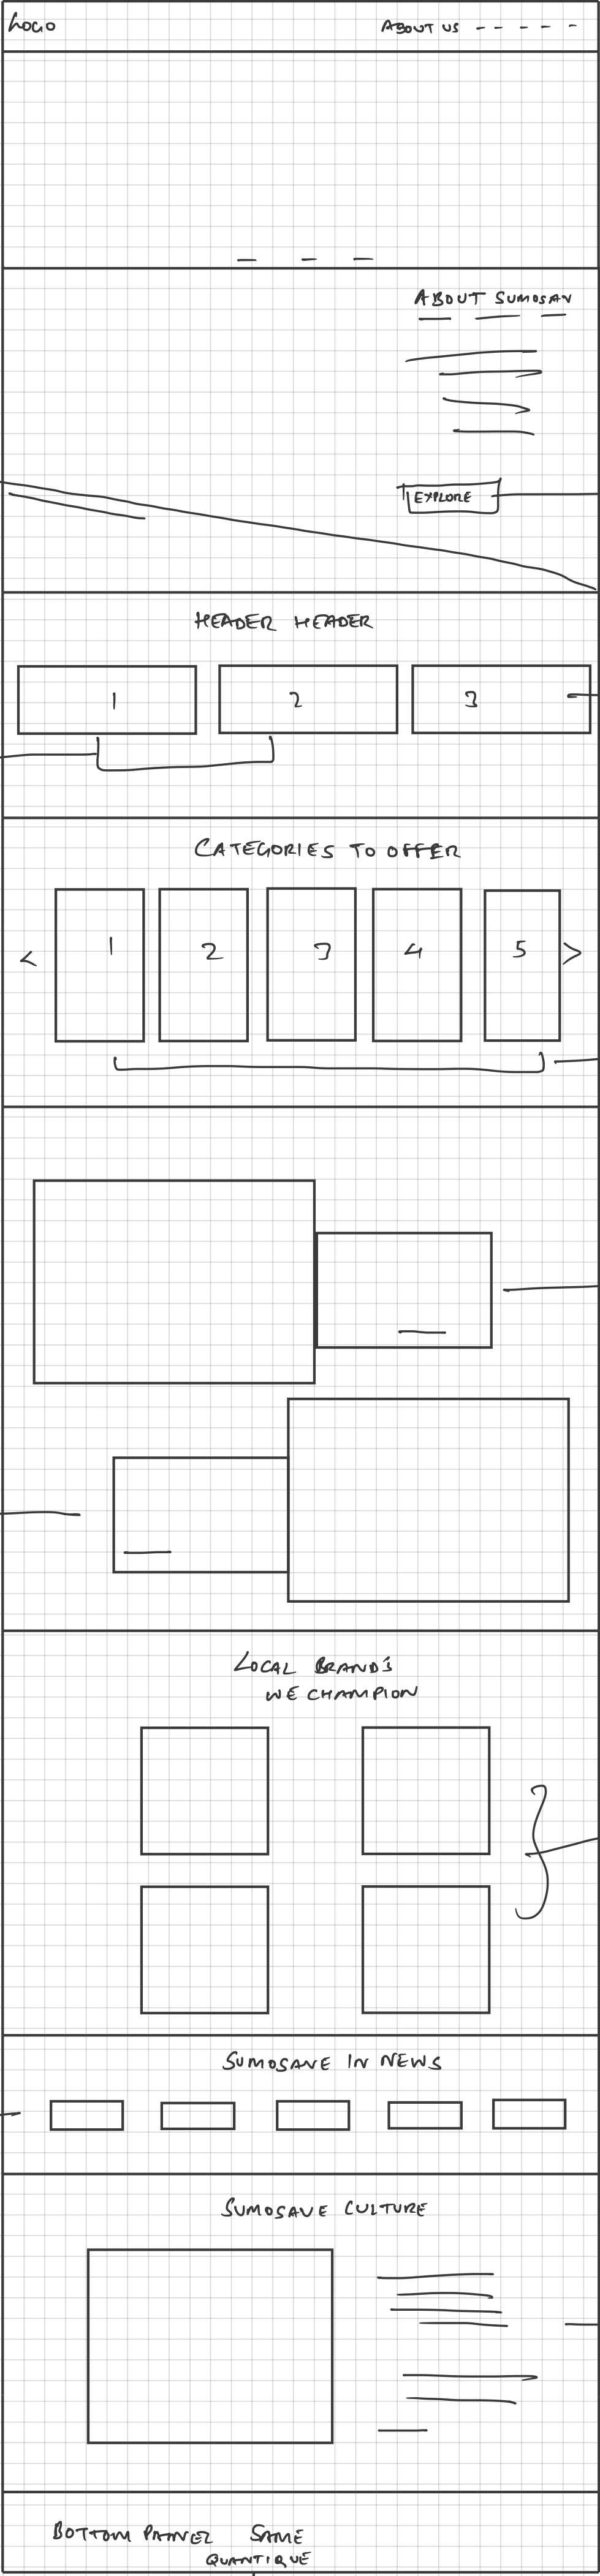 LOGO
ABOUT US
ABOUT SUMOSAV
EXPLORE
HEADER HEADER
1 2 3
CATEGORIES TO OFFER
< 1 2 3 4 5 >
LOCAL BRAND'S
WE CHAMPION
SUMOSAVE IN NEWS
SUMOSAVE CULTURE
BOTTOM SAME
QUANTIQUE